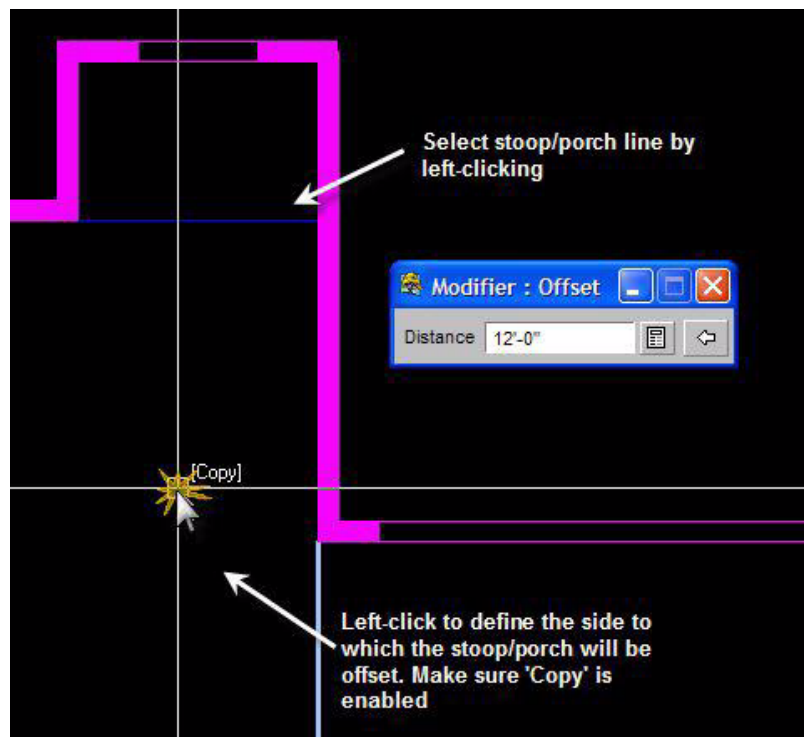 Select stoop/porch line by
left-clicking
Modifier : Offset
Distance 12'-0"
[Copy]
Left-click to define the side to
which the stoop/porch will be
offset. Make sure 'Copy' is
enabled